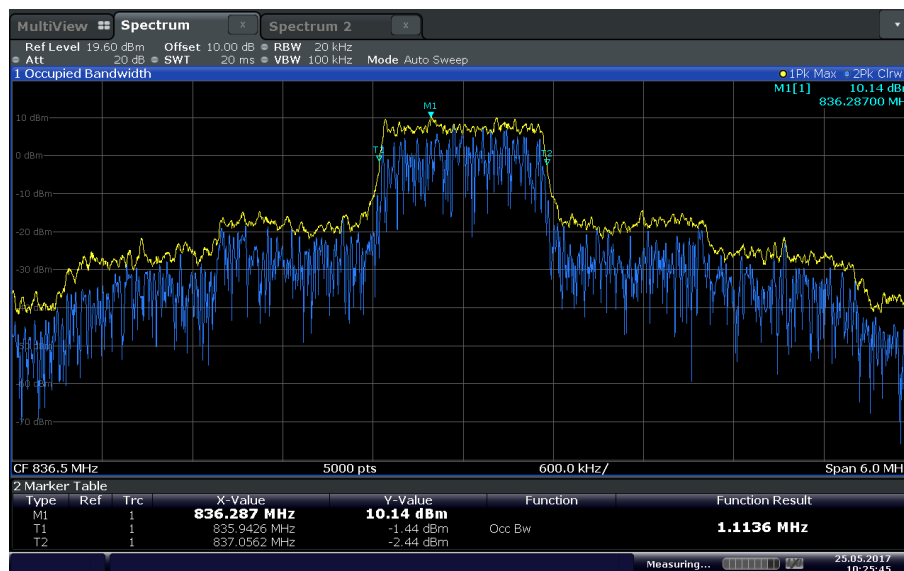 MultiView Spectrum x Spectrum 2 x
Ref Level 19.60 dBm Offset 10.00 dB RBW 20 kHz
Att 20 dB SWT 20 ms VBW 100 kHz Mode Auto Sweep
1 Occupied Bandwidth 1Pk Max 2Pk Clrw
M1[1] 10.14 dBm
836.28700 MH
M1
10 dBm
T1
T2
0 dBm
-10 dBm
-20 dBm
-30 dBm
-60 dBm
-70 dBm
CF 836.5 MHz 5000 pts 600.0 kHz/ Span 6.0 MH
2 Marker Table
Type Ref Trc X-Value Y-Value Function Function Result
M1 1 836.287 MHz 10.14 dBm
T1 1 835.9426 MHz -1.44 dBm Occ Bw 1.1136 MHz
T2 1 837.0562 MHz -2.44 dBm
Measuring... 25.05.2017
10:25:45